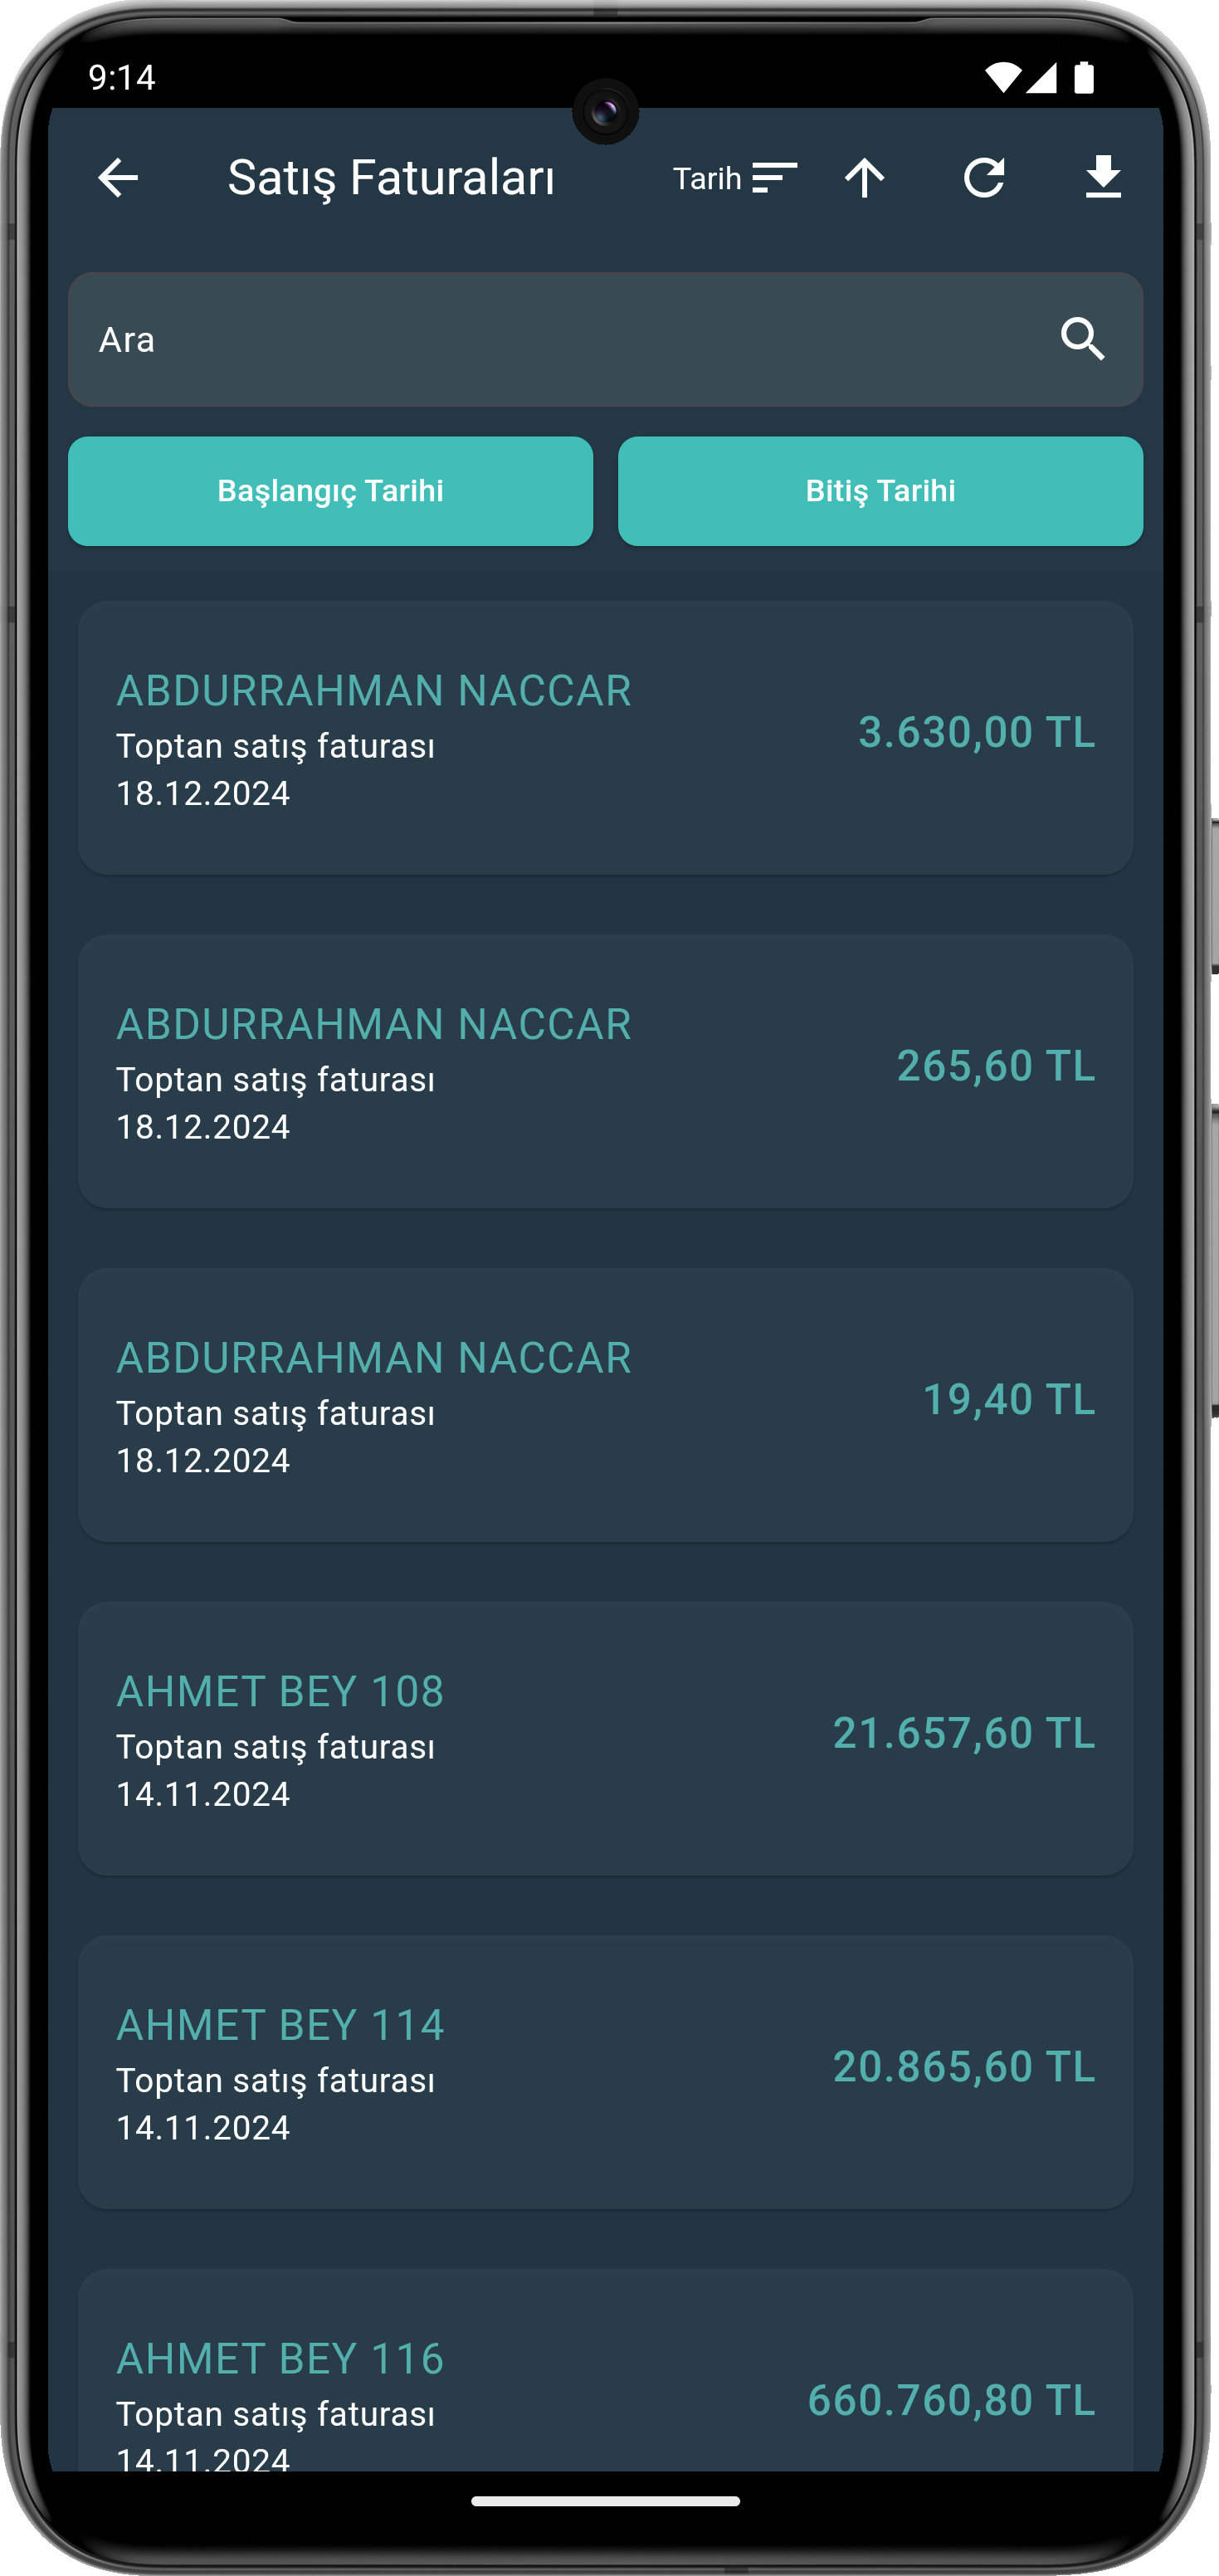 9:14
Satış Faturaları Tarih
Ara
Başlangıç Tarihi Bitiş Tarihi
ABDURRAHMAN NACCAR
Toptan satış faturası
18.12.2024
3.630,00 TL
ABDURRAHMAN NACCAR
Toptan satış faturası
18.12.2024
265,60 TL
ABDURRAHMAN NACCAR
Toptan satış faturası
18.12.2024
19,40 TL
AHMET BEY 108
Toptan satış faturası
14.11.2024
21.657,60 TL
AHMET BEY 114
Toptan satış faturası
14.11.2024
20.865,60 TL
AHMET BEY 116
Toptan satış faturası
14.11.2024
660.760,80 TL